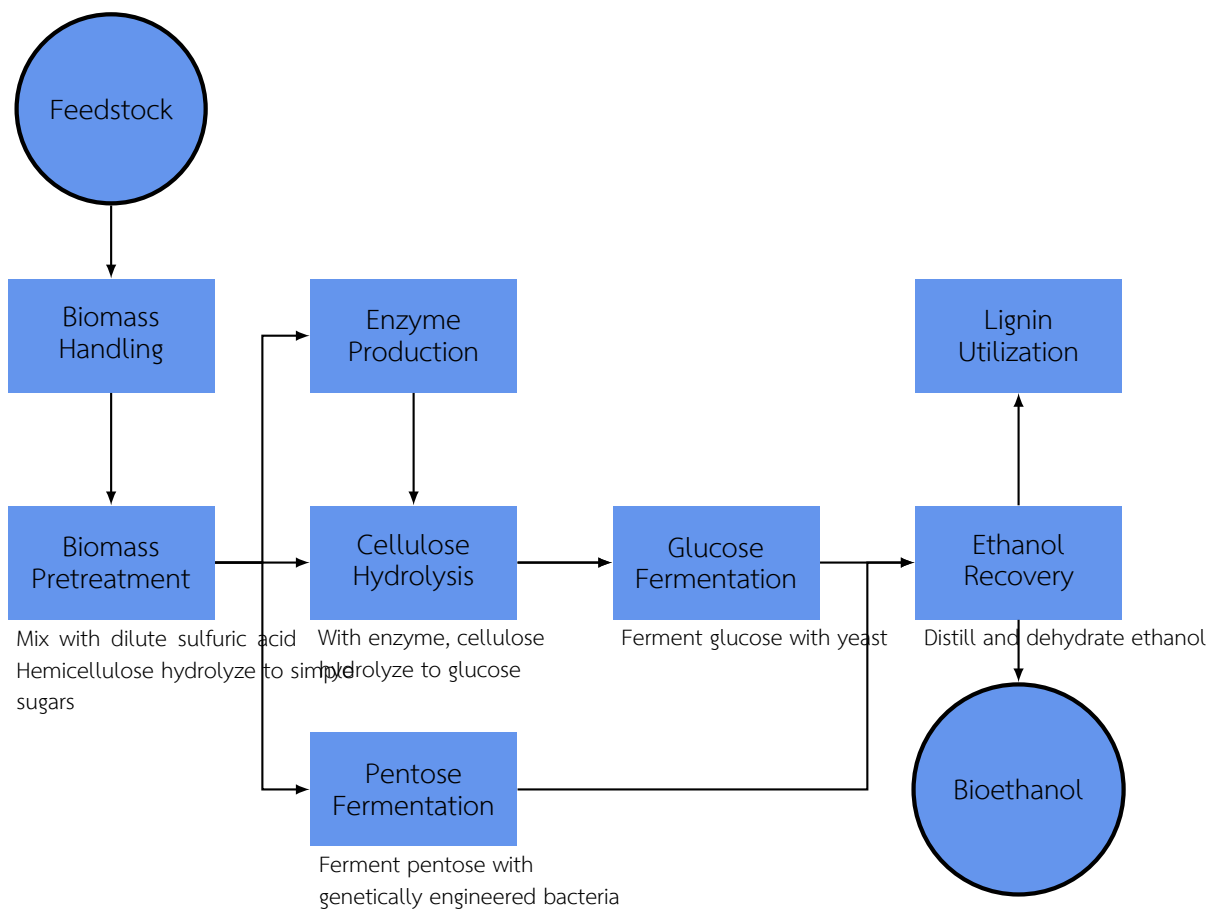 Feedstock
Biomass
Handling
Enzyme
Production
Lignin
Utilization
Biomass
Pretreatment
Mix with dilute sulfuric acid
Hemicellulose hydrolyze to simple
sugars
Cellulose
Hydrolysis
With enzyme, cellulose
hydrolyze to glucose
Glucose
Fermentation
Ferment glucose with yeast
Ethanol
Recovery
Distill and dehydrate ethanol
Pentose
Fermentation
Ferment pentose with
genetically engineered bacteria
Bioethanol